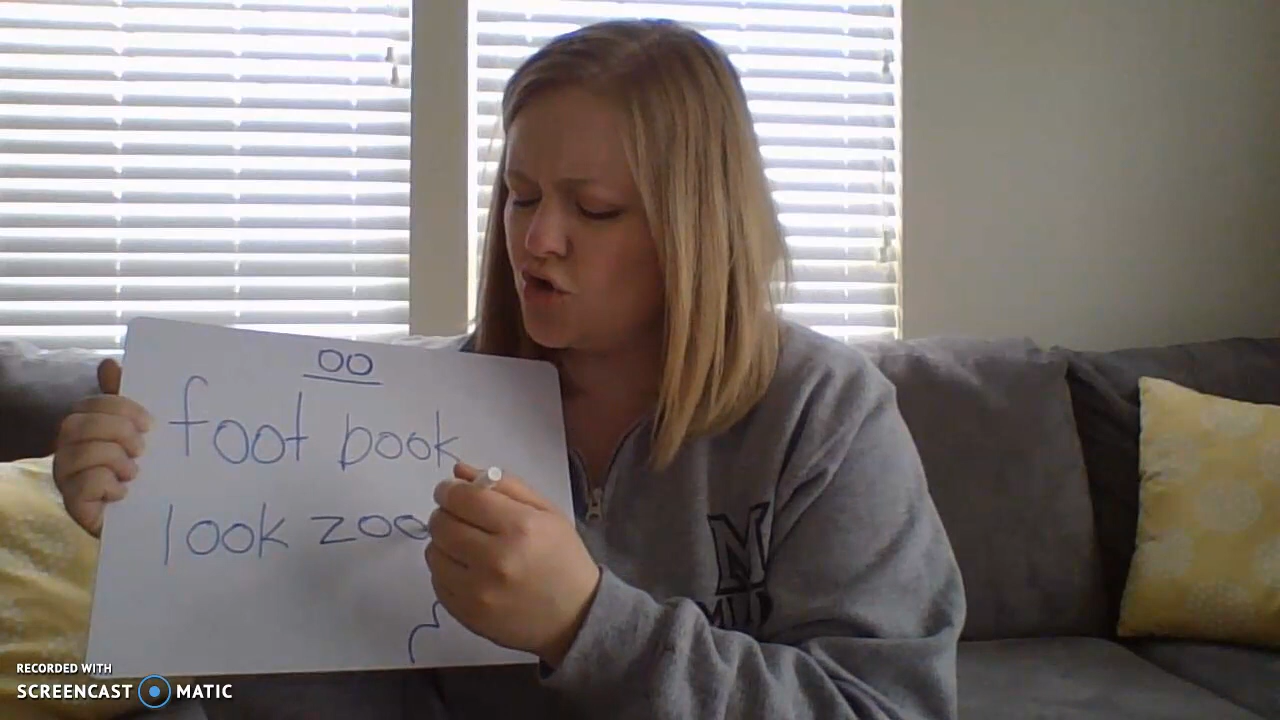 oo
foot book
look zoo
M
RECORDED WITH
SCREENCAST MATIC